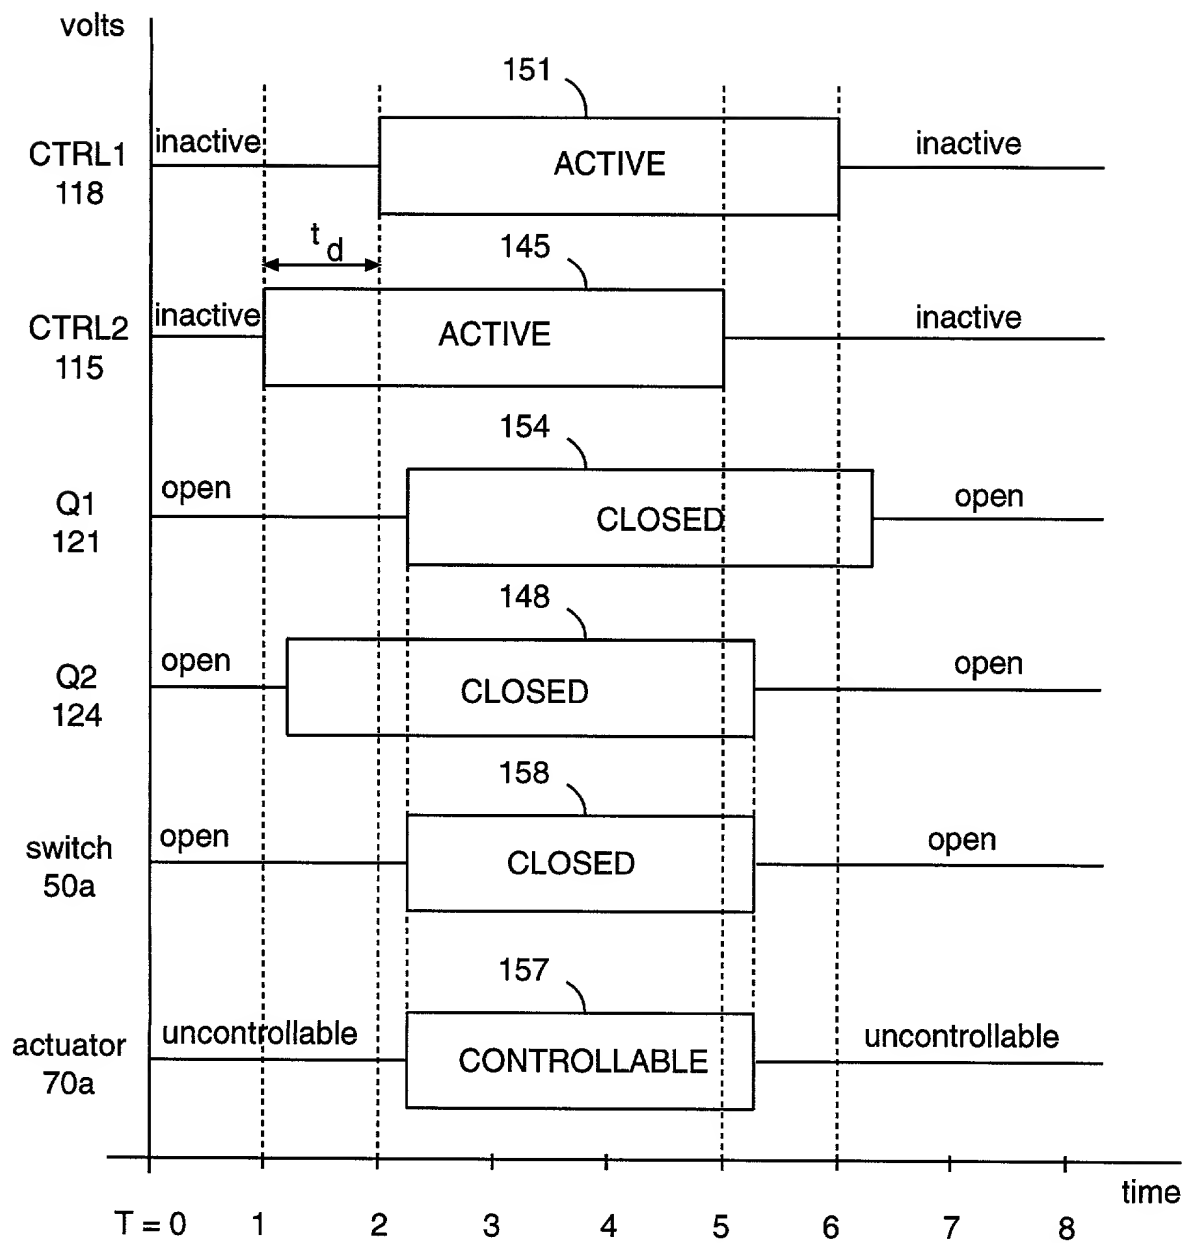 volts
151
CTRL1
118
inactive
ACTIVE
inactive
t d
145
CTRL2
115
inactive
ACTIVE
inactive
154
Q1
121
open
CLOSED
open
148
Q2
124
open
CLOSED
open
158
switch
50a
open
CLOSED
open
157
actuator
70a
uncontrollable
CONTROLLABLE
uncontrollable
time
T = 0 1 2 3 4 5 6 7 8